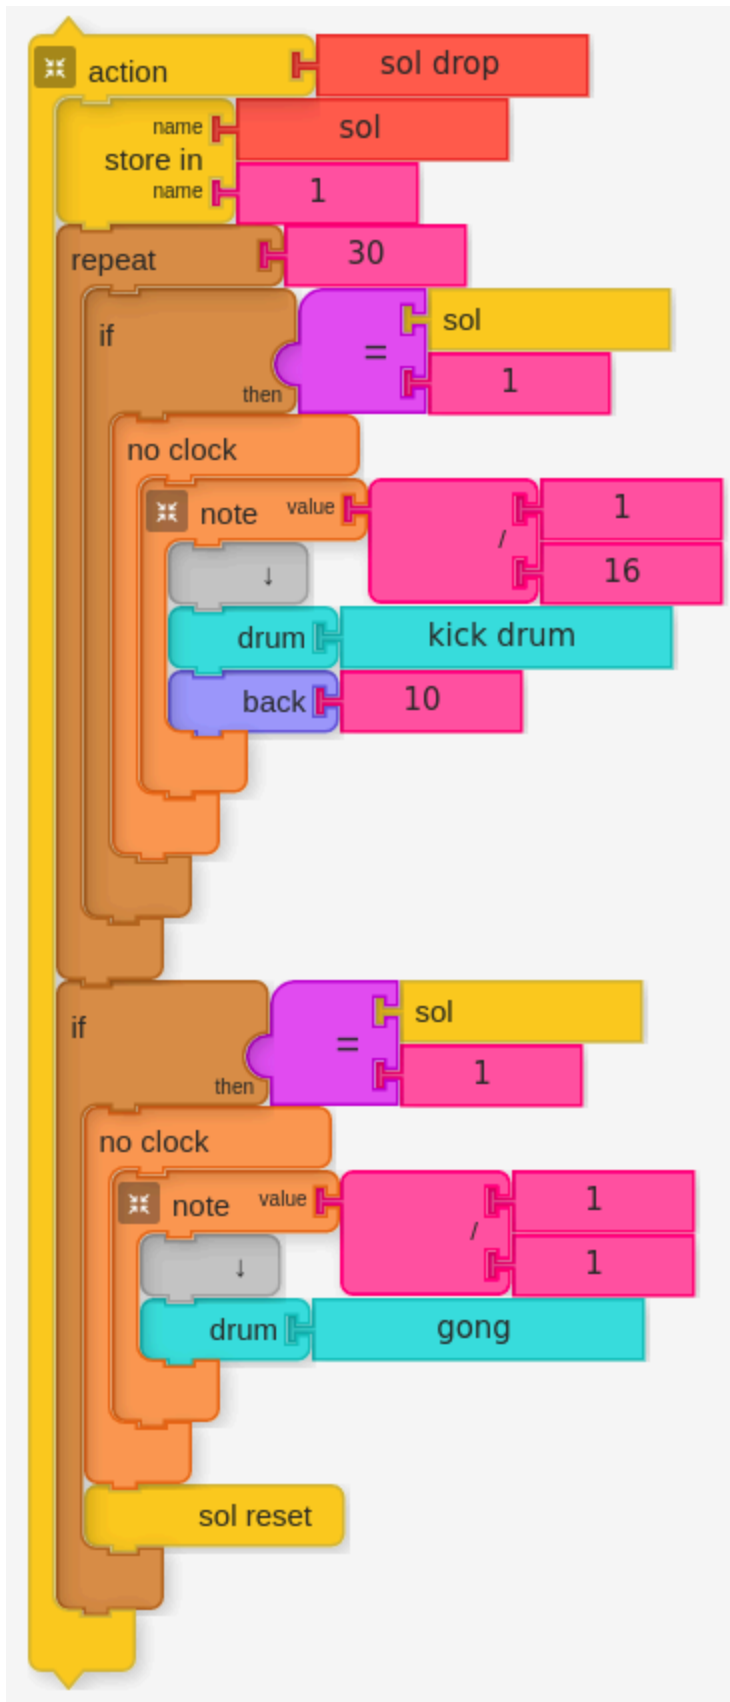 action sol drop
name sol
store in
name 1
repeat 30
if = sol
then 1
no clock
note value / 1
16
↓
drum kick drum
back 10
if = sol
then 1
no clock
note value / 1
1
↓
drum gong
sol reset